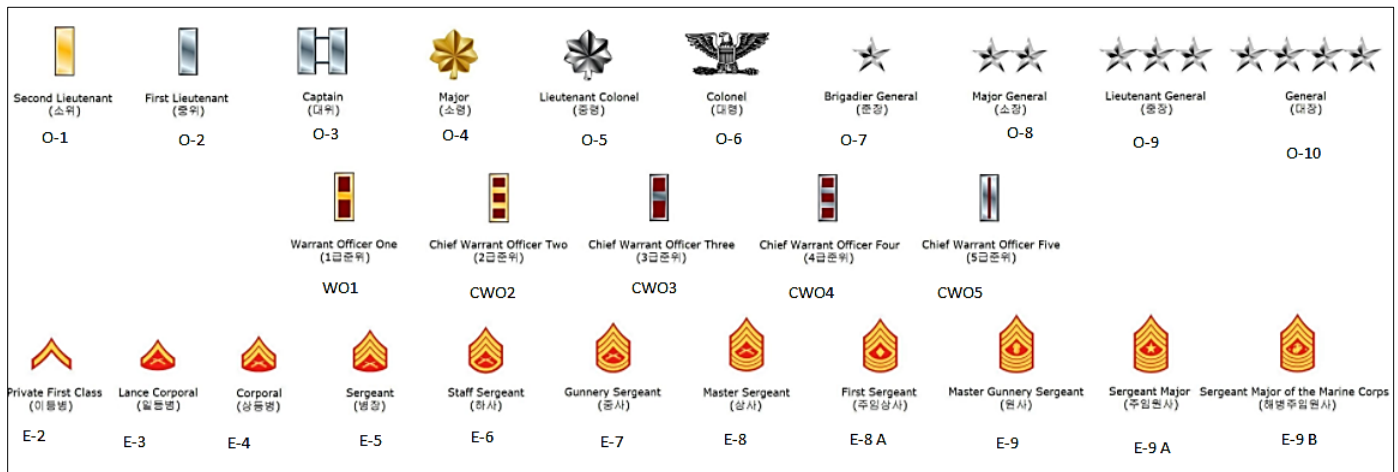 Second Lieutenant
(소위)
O-1
First Lieutenant
(중위)
O-2
Captain
(대위)
O-3
Major
(소령)
O-4
Lieutenant Colonel
(중령)
O-5
Colonel
(대령)
O-6
Brigadier General
(준장)
O-7
Major General
(소장)
O-8
Lieutenant General
(중장)
O-9
General
(대장)
O-10
Warrant Officer One
(1급준위)
WO1
Chief Warrant Officer Two
(2급준위)
CWO2
Chief Warrant Officer Three
(3급준위)
CWO3
Chief Warrant Officer Four
(4급준위)
CWO4
Chief Warrant Officer Five
(5급준위)
CWO5
Private First Class
(이등병)
E-2
Lance Corporal
(일등병)
E-3
Corporal
(상등병)
E-4
Sergeant
(병장)
E-5
Staff Sergeant
(하사)
E-6
Gunnery Sergeant
(중사)
E-7
Master Sergeant
(상사)
E-8
First Sergeant
(주임상사)
E-8 A
Master Gunnery Sergeant
(원사)
E-9
Sergeant Major
(주임원사)
E-9 A
Sergeant Major of the Marine Corps
(해병주임원사)
E-9 B